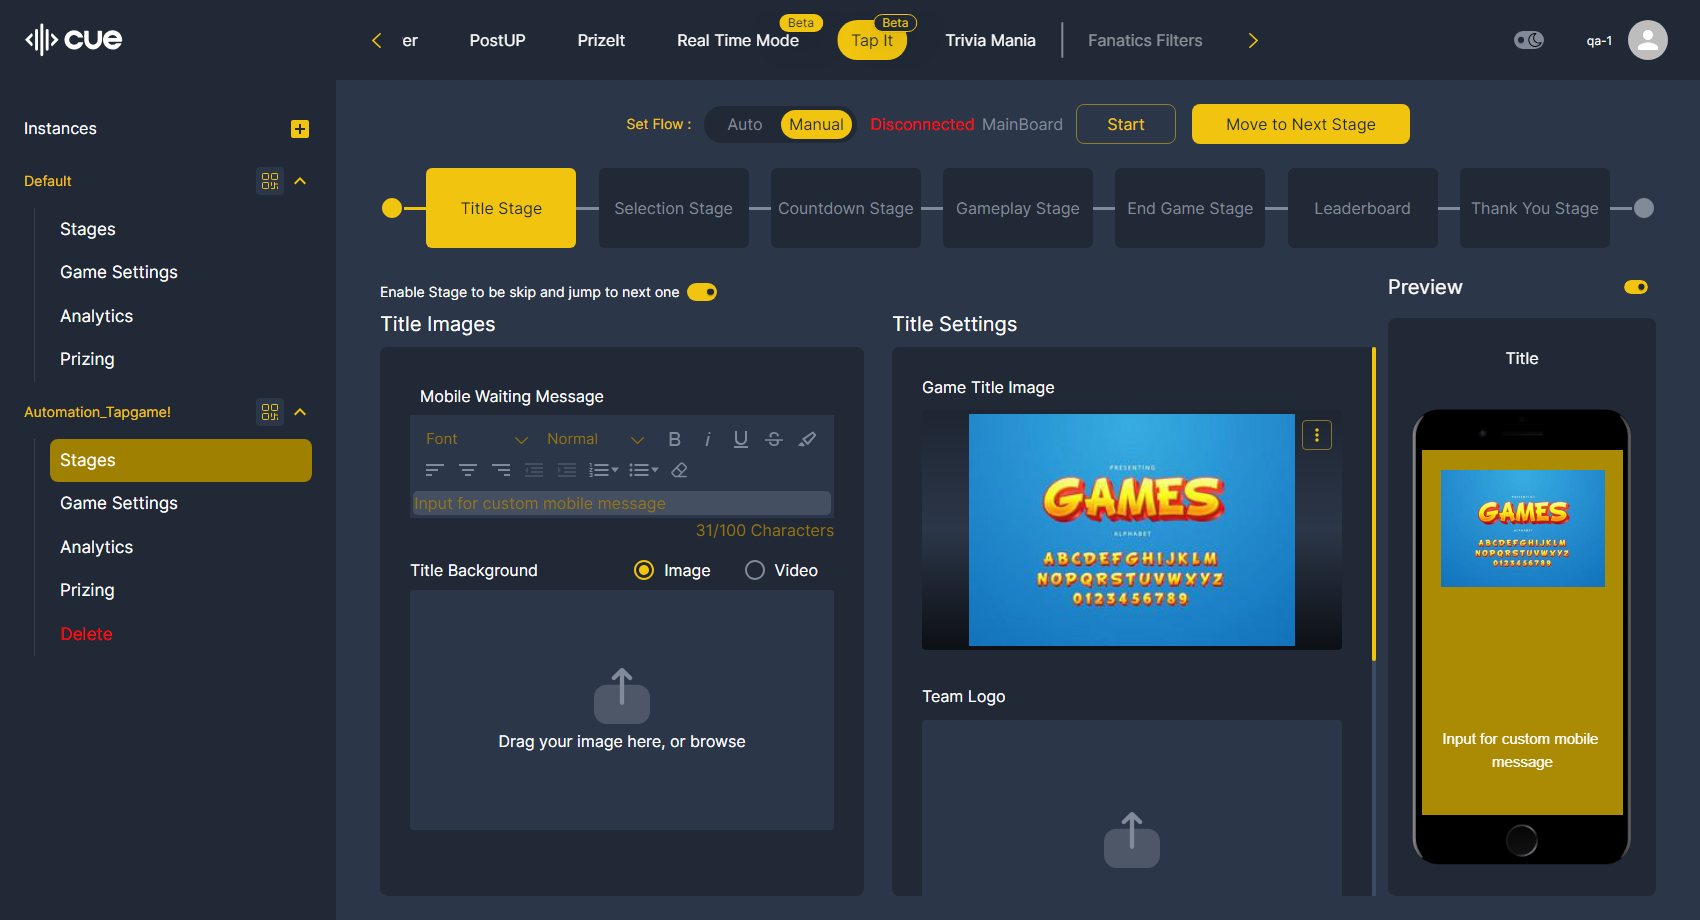 cue
er
PostUP
PrizeIt
Real Time Mode
Beta
Tap It
Beta
Trivia Mania
Fanatics Filters
qa-1
Instances
Default
Stages
Game Settings
Analytics
Prizing
Automation_Tapgame!
Stages
Game Settings
Analytics
Prizing
Delete
Set Flow :
Auto
Manual
Disconnected MainBoard
Start
Move to Next Stage
Title Stage
Selection Stage
Countdown Stage
Gameplay Stage
End Game Stage
Leaderboard
Thank You Stage
Enable Stage to be skip and jump to next one
Title Images
Mobile Waiting Message
Font
Normal
B i U S
Input for custom mobile message
31/100 Characters
Title Background
Image
Video
Drag your image here, or browse
Title Settings
Game Title Image
PRESENTING
GAMES
ALPHABET
ABCDEFGHIJKLM
NOPQRSTUVWXYZ
0123456789
Team Logo
Preview
Title
PRESENTING
GAMES
ALPHABET
ABCDEFGHIJKLM
NOPQRSTUVWXYZ
0123456789
Input for custom mobile
message